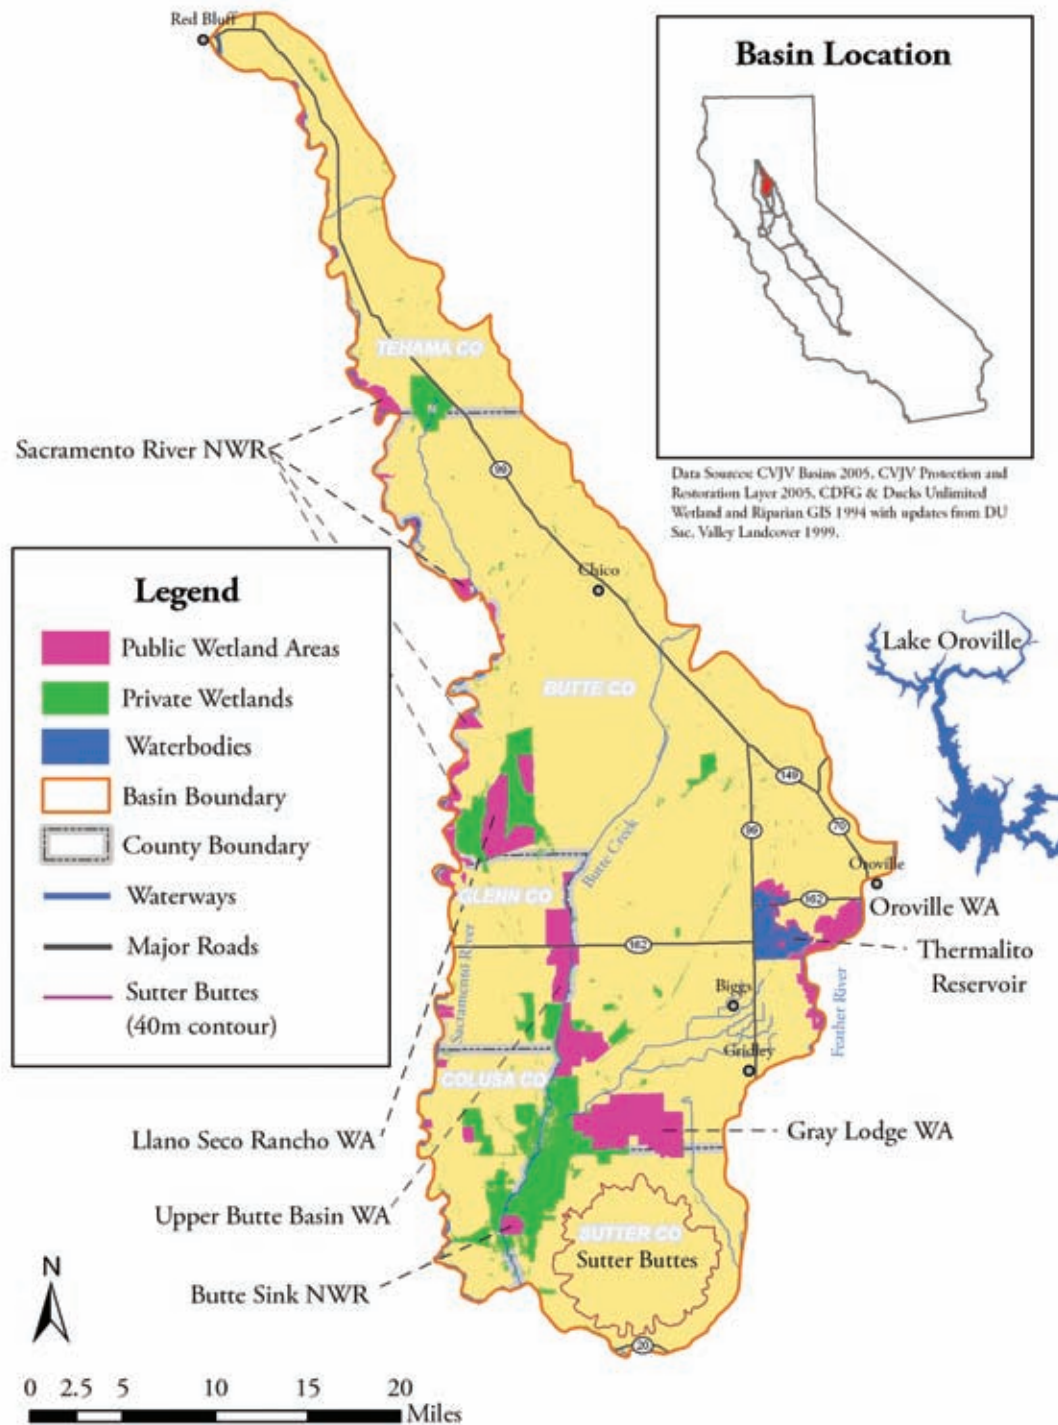 Red Bluff
Basin Location
TEHAMA CO
Sacramento River NWR
99
Data Sources: CVJV Basins 2005, CVJV Protection and
Restoration Layer 2005, CDFG & Ducks Unlimited
Wetland and Riparian GIS 1994 with updates from DU
Sac. Valley Landcover 1999.
Chico
Legend
Public Wetland Areas
Private Wetlands
Waterbodies
Basin Boundary
County Boundary
Waterways
Major Roads
Sutter Buttes
(40m contour)
Lake Oroville
BUTTE CO
149
99
70
Butte Creek
Oroville
GLENN CO
162
Oroville WA
162
Thermalito
Reservoir
Sacramento River
Biggs
Feather River
Gridley
COLUSA CO
Llano Seco Rancho WA
Gray Lodge WA
Upper Butte Basin WA
SUTTER CO
Sutter Buttes
Butte Sink NWR
N
20
0 2.5 5 10 15 20
Miles